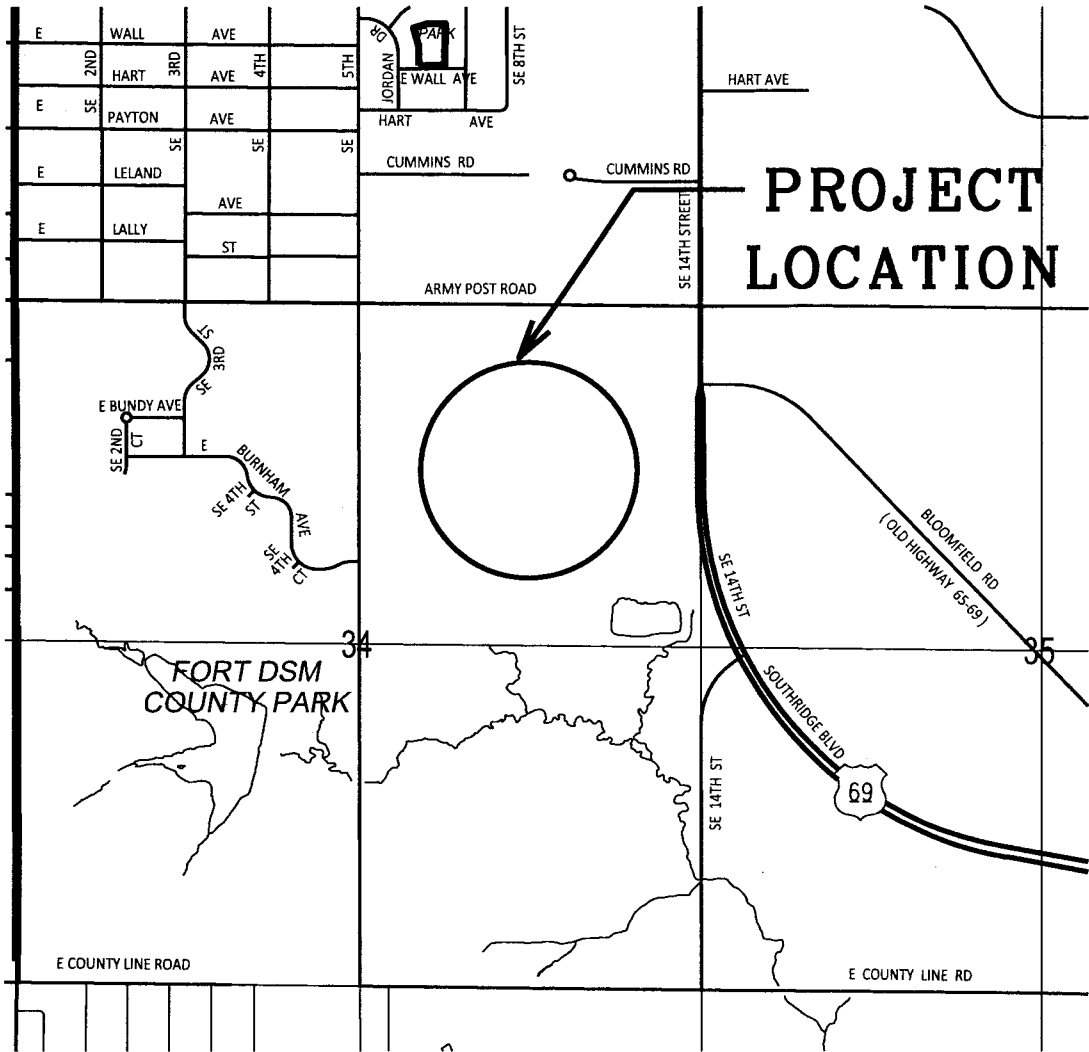 E WALL AVE
2ND
3RD
4TH
5TH
HART AVE
E PAYTON AVE
SE
SE
SE
SE
E LELAND
AVE
E LALLY
ST
DR
JORDAN
PARK
E WALL AVE
SE 8TH ST
HART AVE
CUMMINS RD
HART AVE
CUMMINS RD
PROJECT
LOCATION
SE 14TH STREET
ARMY POST ROAD
SE 3RD ST
E BUNDY AVE
SE 2ND CT
E BURNHAM AVE
SE 4TH ST
SE 4TH CT
BLOOMFIELD RD
( OLD HIGHWAY 65-69 )
SE 14TH ST
SOUTHRIDGE BLVD
34
35
FORT DSM
COUNTY PARK
69
SE 14TH ST
E COUNTY LINE ROAD
E COUNTY LINE RD